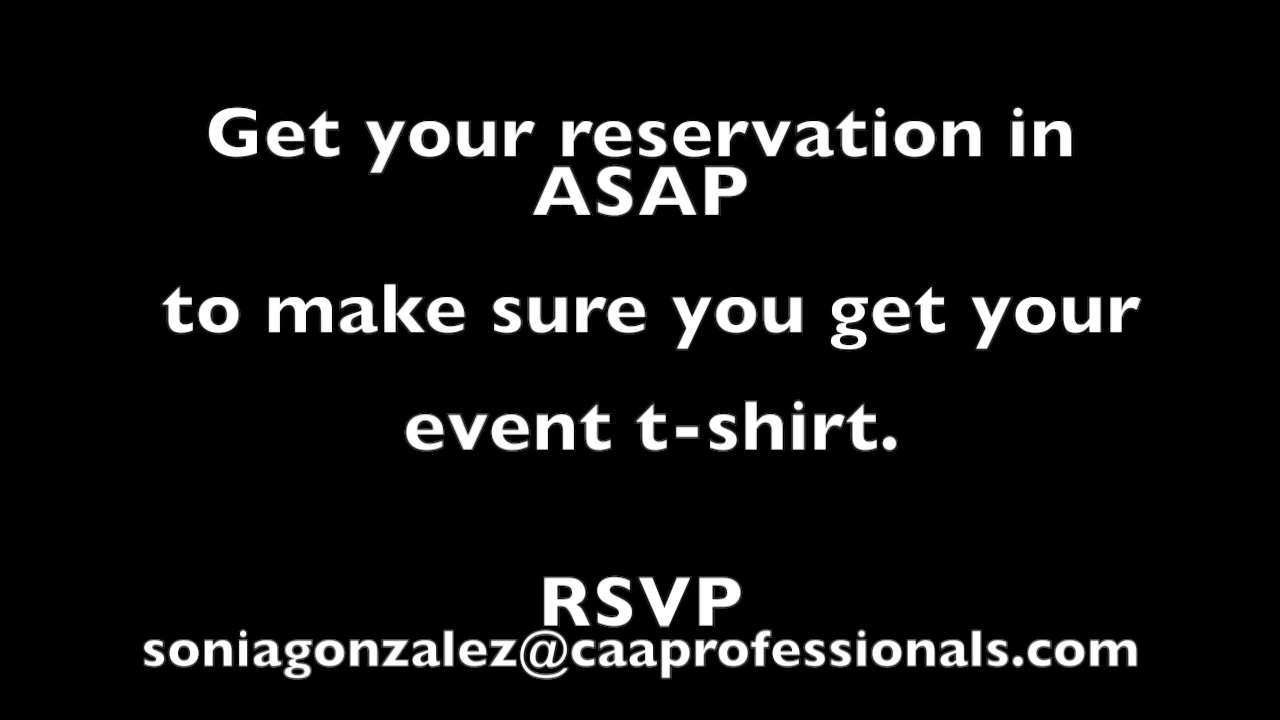 Get your reservation in
ASAP
to make sure you get your
event t-shirt.
RSVP
soniagonzalez@caaprofessionals.com